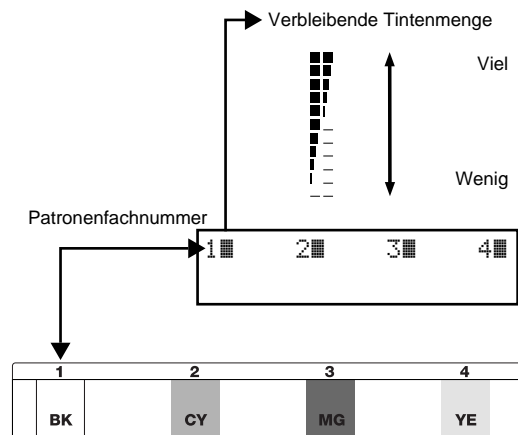 Verbleibende Tintenmenge
Viel
Wenig
Patronenfachnummer
1 2 3 4
1 2 3 4
BK CY MG YE